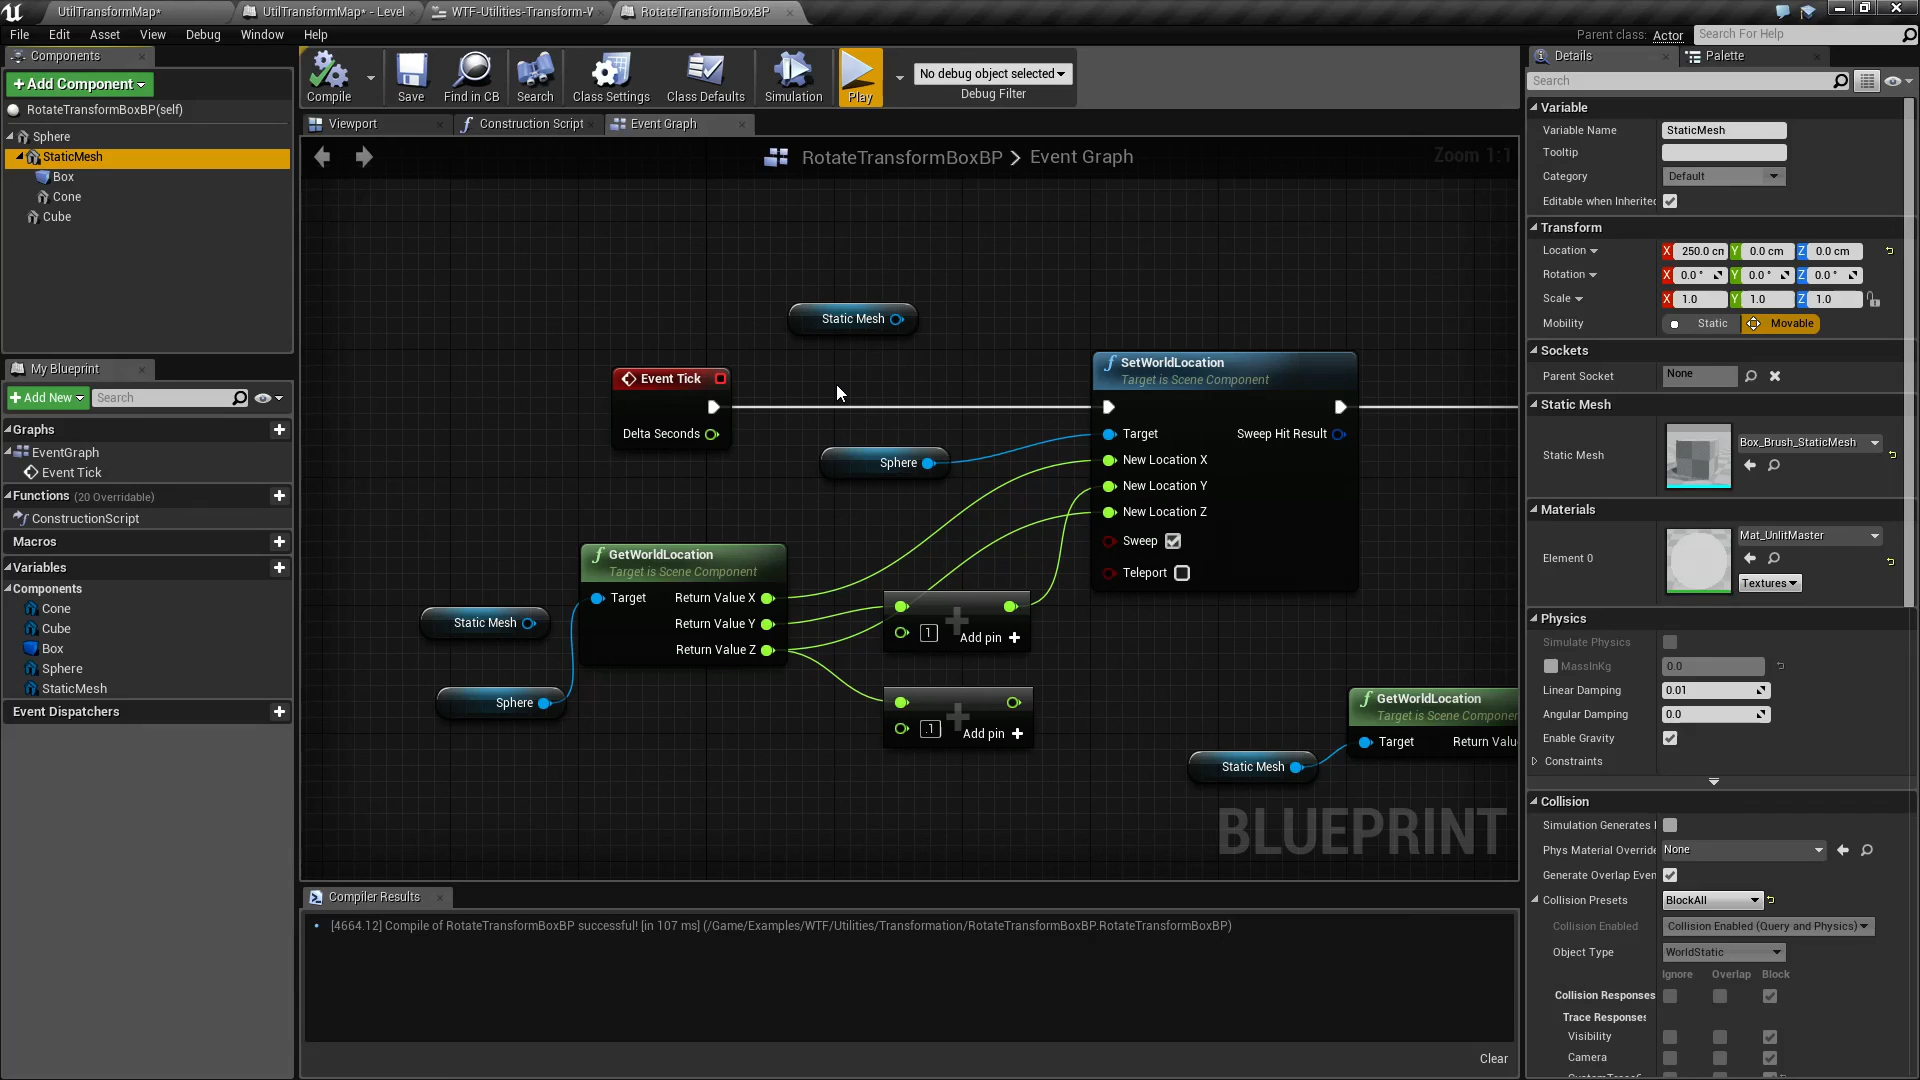 UtilTransformMap*
UtilTransformMap* - Level
WTF-Utilities-Transform-W
RotateTransformBoxBP
File Edit Asset View Debug Window Help
Parent class: Actor
Search For Help
Components
+Add Component
RotateTransformBoxBP(self)
Sphere
StaticMesh
Box
Cone
Cube
My Blueprint
+Add New
Search
Graphs
EventGraph
Event Tick
Functions (20 Overridable)
ConstructionScript
Macros
Variables
Components
Cone
Cube
Box
Sphere
StaticMesh
Event Dispatchers
Compile
Save
Find in CB
Search
Class Settings
Class Defaults
Simulation
Play
No debug object selected
Debug Filter
Viewport
Construction Script
Event Graph
RotateTransformBoxBP > Event Graph
Zoom 1:1
Static Mesh
Event Tick
Delta Seconds
Sphere
SetWorldLocation
Target is Scene Component
Target
Sweep Hit Result
New Location X
New Location Y
New Location Z
Sweep
Teleport
GetWorldLocation
Target is Scene Component
Target
Return Value X
Return Value Y
Return Value Z
Static Mesh
Sphere
1
Add pin +
.1
Add pin +
Static Mesh
GetWorldLocation
Target is Scene Componen
Target
Return Valu
BLUEPRINT
Compiler Results
[4664.12] Compile of RotateTransformBoxBP successful! [in 107 ms] (/Game/Examples/WTF/Utilities/Transformation/RotateTransformBoxBP.RotateTransformBoxBP)
Clear
Details
Palette
Search
Variable
Variable Name StaticMesh
Tooltip
Category Default
Editable when Inherited
Transform
Location X 250.0 cn Y 0.0 cm Z 0.0 cm
Rotation X 0.0 ° Y 0.0 ° Z 0.0 °
Scale X 1.0 Y 1.0 Z 1.0
Mobility Static Movable
Sockets
Parent Socket None
Static Mesh
Static Mesh Box_Brush_StaticMesh
Materials
Element 0 Mat_UnlitMaster
Textures
Physics
Simulate Physics
MassInKg 0.0
Linear Damping 0.01
Angular Damping 0.0
Enable Gravity
Constraints
Collision
Simulation Generates
Phys Material Override None
Generate Overlap Even
Collision Presets BlockAll
Collision Enabled Collision Enabled (Query and Physics)
Object Type WorldStatic
Ignore Overlap Block
Collision Responses
Trace Responses
Visibility
Camera